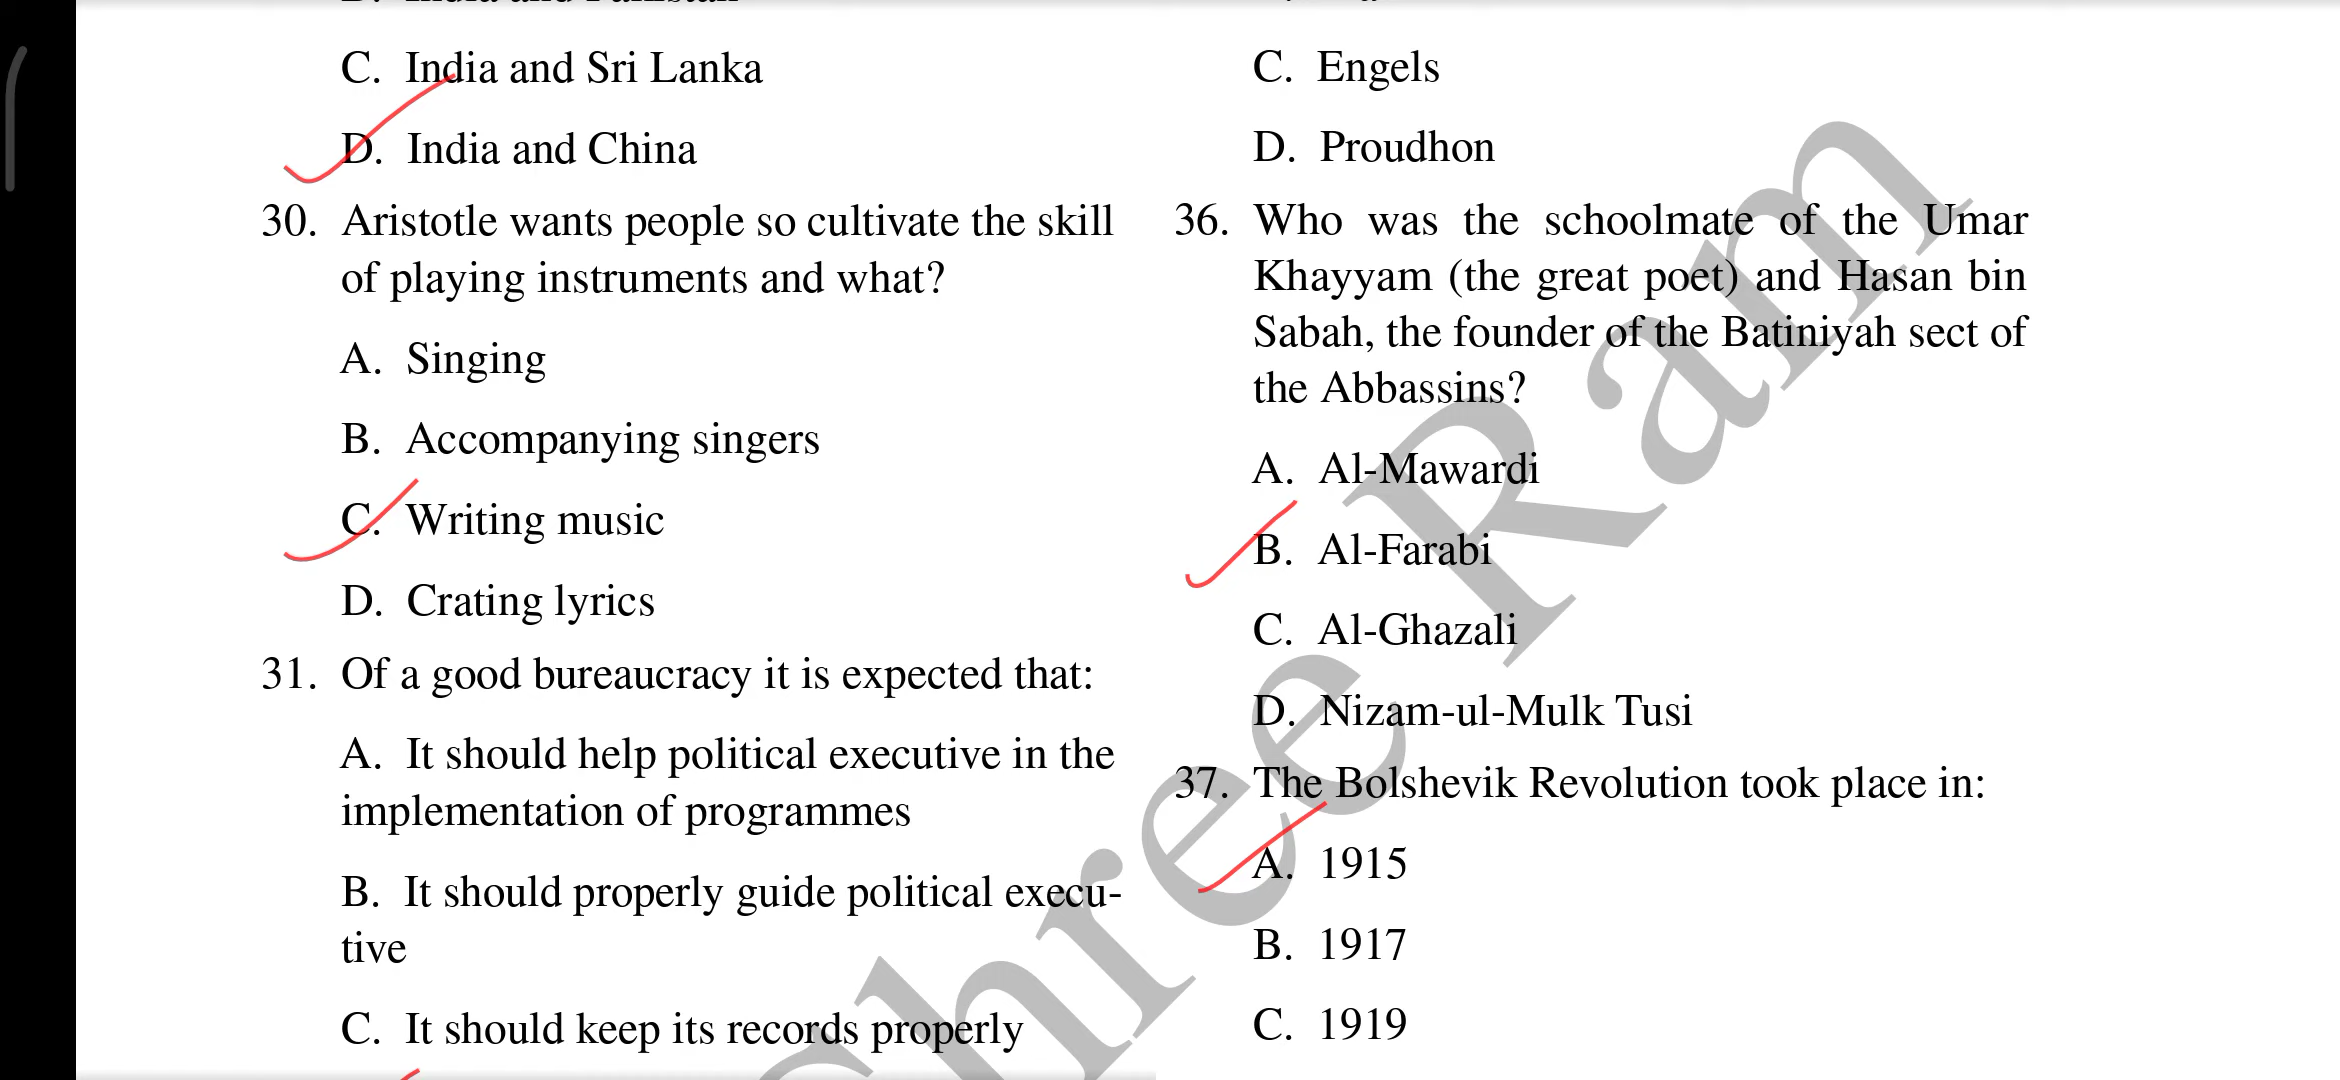 C. India and Sri Lanka
D. India and China
30. Aristotle wants people so cultivate the skill
of playing instruments and what?
A. Singing
B. Accompanying singers
C. Writing music
D. Crating lyrics
31. Of a good bureaucracy it is expected that:
A. It should help political executive in the
implementation of programmes
B. It should properly guide political execu-
tive
C. It should keep its records properly
C. Engels
D. Proudhon
36. Who was the schoolmate of the Umar
Khayyam (the great poet) and Hasan bin
Sabah, the founder of the Batiniyah sect of
the Abbassins?
A. Al-Mawardi
B. Al-Farabi
C. Al-Ghazali
D. Nizam-ul-Mulk Tusi
37. The Bolshevik Revolution took place in:
A. 1915
B. 1917
C. 1919
Shree Ram